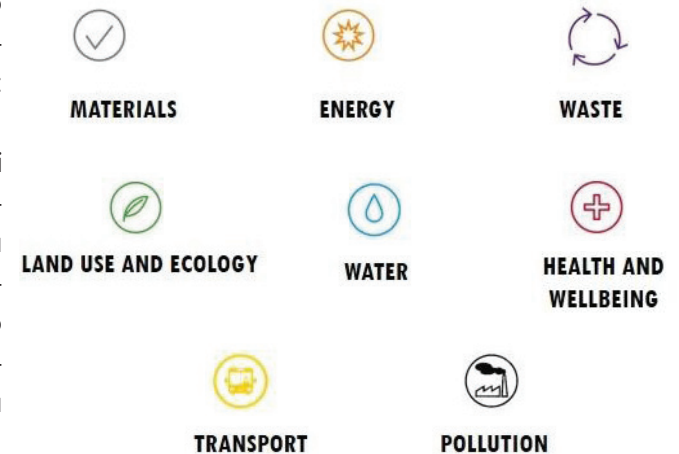 MATERIALS
ENERGY
WASTE
LAND USE AND ECOLOGY
WATER
HEALTH AND
WELLBEING
TRANSPORT
POLLUTION